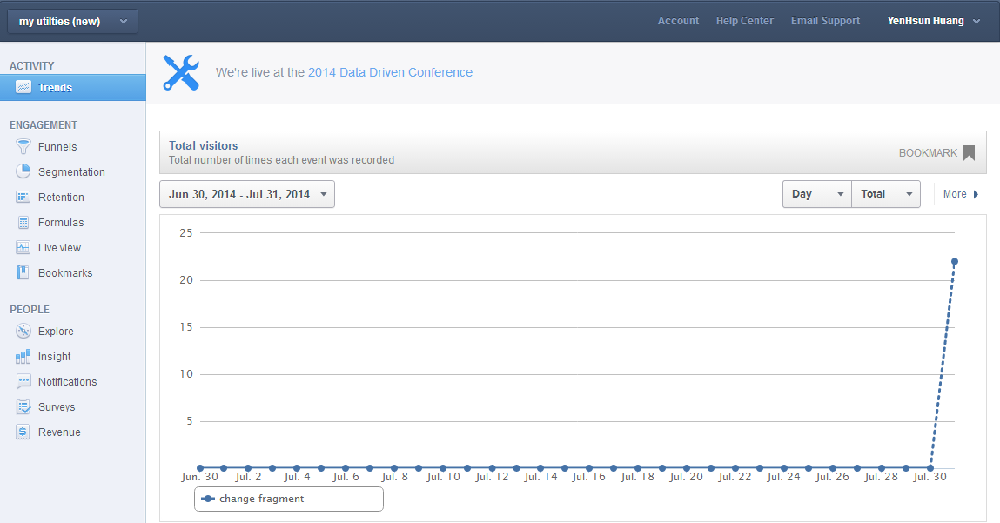 my utilties (new)
Account Help Center Email Support YenHsun Huang
ACTIVITY
Trends
ENGAGEMENT
Funnels
Segmentation
Retention
Formulas
Live view
Bookmarks
PEOPLE
Explore
Insight
Notifications
Surveys
Revenue
We're live at the 2014 Data Driven Conference
Total visitors
Total number of times each event was recorded
BOOKMARK
Jun 30, 2014 - Jul 31, 2014
Day Total More
25
20
15
10
5
Jun. 30 Jul. 2 Jul. 4 Jul. 6 Jul. 8 Jul. 10 Jul. 12 Jul. 14 Jul. 16 Jul. 18 Jul. 20 Jul. 22 Jul. 24 Jul. 26 Jul. 28 Jul. 30
change fragment